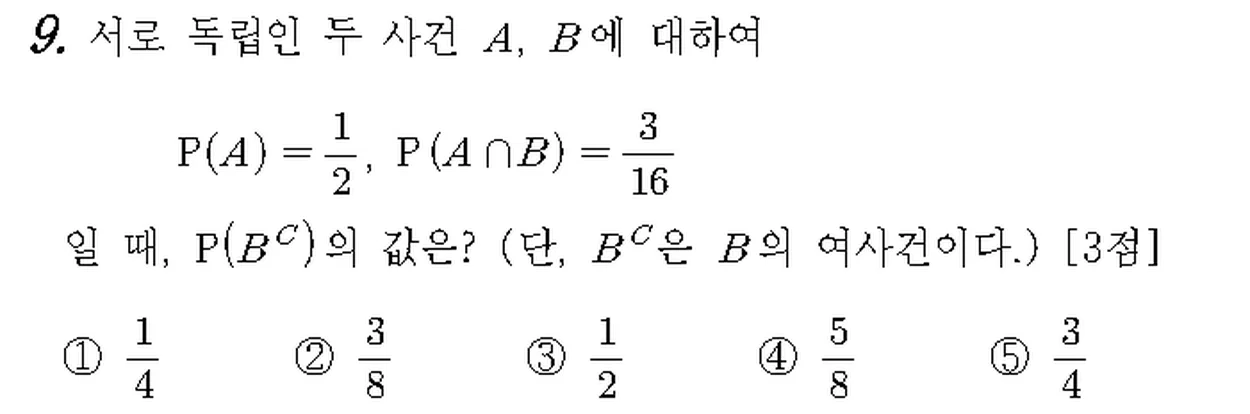 9. 서로 독립인 두 사건 A, B에 대하여
P(A) = 1/2, P(A∩B) = 3/16
일 때, P(B^C)의 값은? (단, B^C은 B의 여사건이다.) [3점]
① 1/4 ② 3/8 ③ 1/2 ④ 5/8 ⑤ 3/4